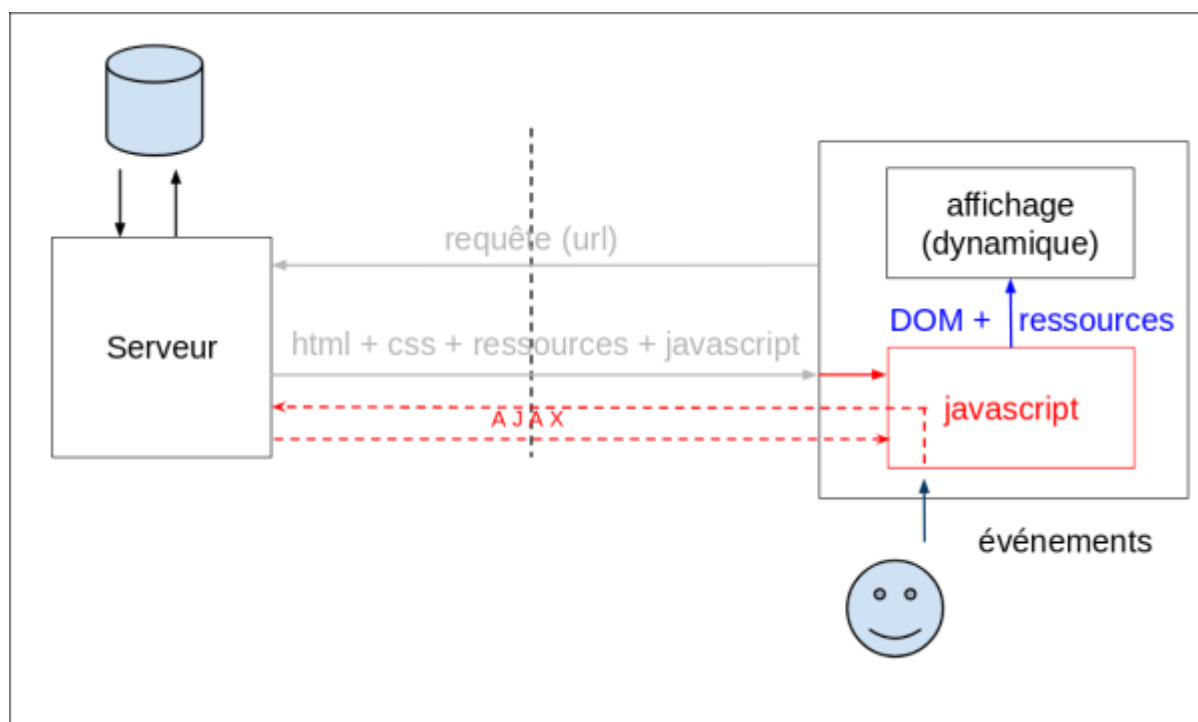 affichage
(dynamique)
requête (url)
DOM + ressources
Serveur
html + css + ressources + javascript
javascript
A J A X
événements